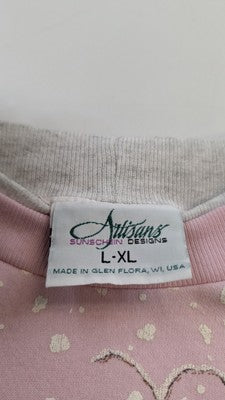 Artisans
SUNSCHEIN DESIGNS
L-XL
MADE IN GLEN FLORA, WI, USA